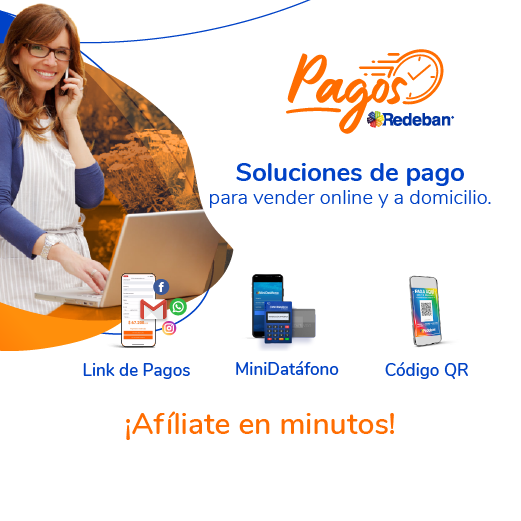 Pagos
Redeban
Soluciones de pago
para vender online y a domicilio.
Link de Pagos
MiniDatáfono
Código QR
¡Afíliate en minutos!